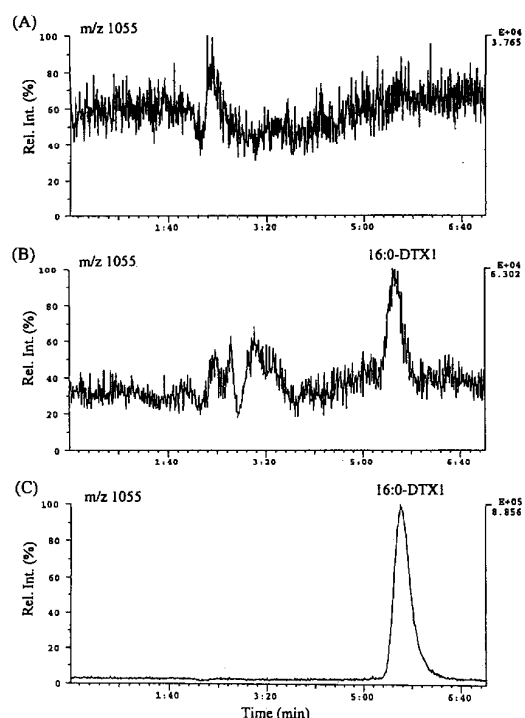 (A)
m/z 1055
E+04
3.765
100
80
60
40
20
0
Rel. Int. (%)
1:40
3:20
5:00
6:40
(B)
m/z 1055
16:0-DTX1
E+04
6.302
100
80
60
40
20
0
Rel. Int. (%)
1:40
3:20
5:00
6:40
(C)
m/z 1055
16:0-DTX1
E+05
8.856
100
80
60
40
20
0
Rel. Int. (%)
1:40
3:20
5:00
6:40
Time (min)